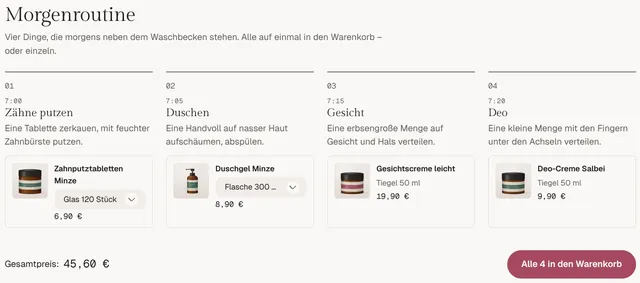 Morgenroutine
Vier Dinge, die morgens neben dem Waschbecken stehen. Alle auf einmal in den Warenkorb –
oder einzeln.
01
7:00
Zähne putzen
Eine Tablette zerkauen, mit feuchter
Zahnbürste putzen.
Zahnputztabletten
Minze
Glas 120 Stück
6,90 €
02
7:05
Duschen
Eine Handvoll auf nasser Haut
aufschäumen, abspülen.
Duschgel Minze
Flasche 300 ...
8,90 €
03
7:15
Gesicht
Eine erbsengroße Menge auf
Gesicht und Hals verteilen.
Gesichtscreme leicht
Tiegel 50 ml
19,90 €
04
7:20
Deo
Eine kleine Menge mit den Fingern
unter den Achseln verteilen.
Deo-Creme Salbei
Tiegel 50 ml
9,90 €
Gesamtpreis: 45,60 €
Alle 4 in den Warenkorb